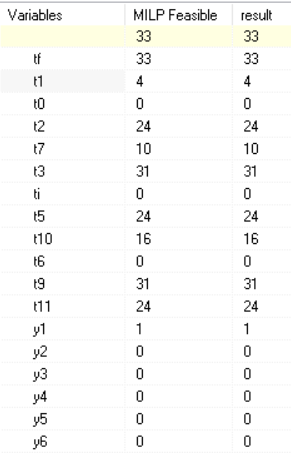 Variables MILP Feasible result
33 33
tf 33 33
t1 4 4
t0 0 0
t2 24 24
t7 10 10
t3 31 31
ti 0 0
t5 24 24
t10 16 16
t6 0 0
t9 31 31
t11 24 24
y1 1 1
y2 0 0
y3 0 0
y4 0 0
y5 0 0
y6 0 0